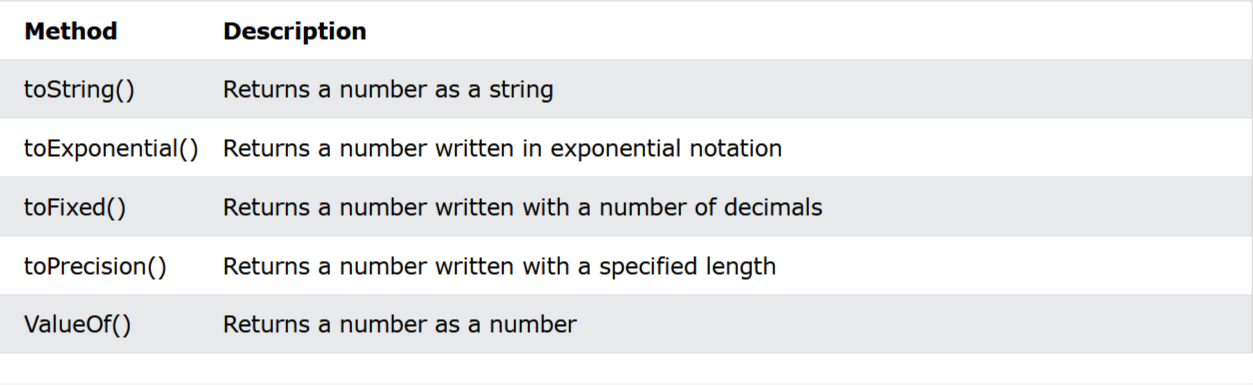 Method Description
toString() Returns a number as a string
toExponential() Returns a number written in exponential notation
toFixed() Returns a number written with a number of decimals
toPrecision() Returns a number written with a specified length
ValueOf() Returns a number as a number